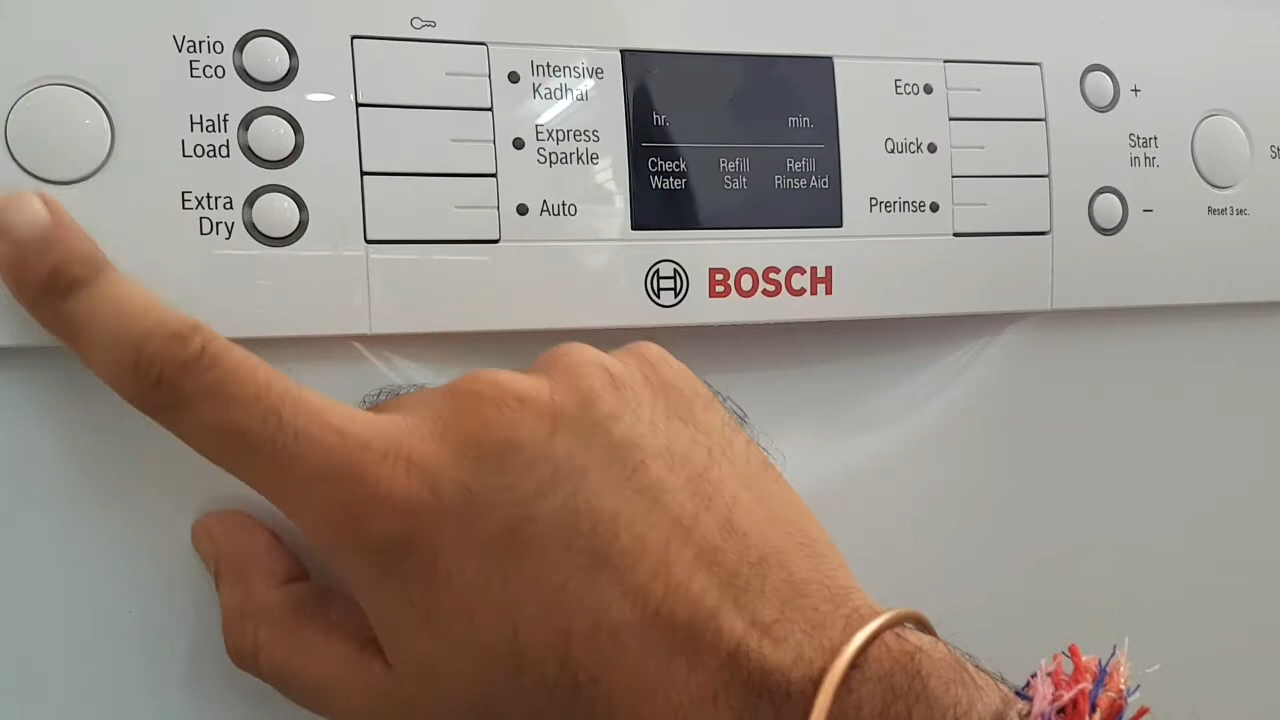 Vario
Eco
Half
Load
Extra
Dry
Intensive
Kadhai
Express
Sparkle
Auto
hr.
min.
Check
Water
Refill
Salt
Refill
Rinse Aid
Eco
Quick
Prerinse
+
Start
in hr.
−
Reset 3 sec.
BOSCH